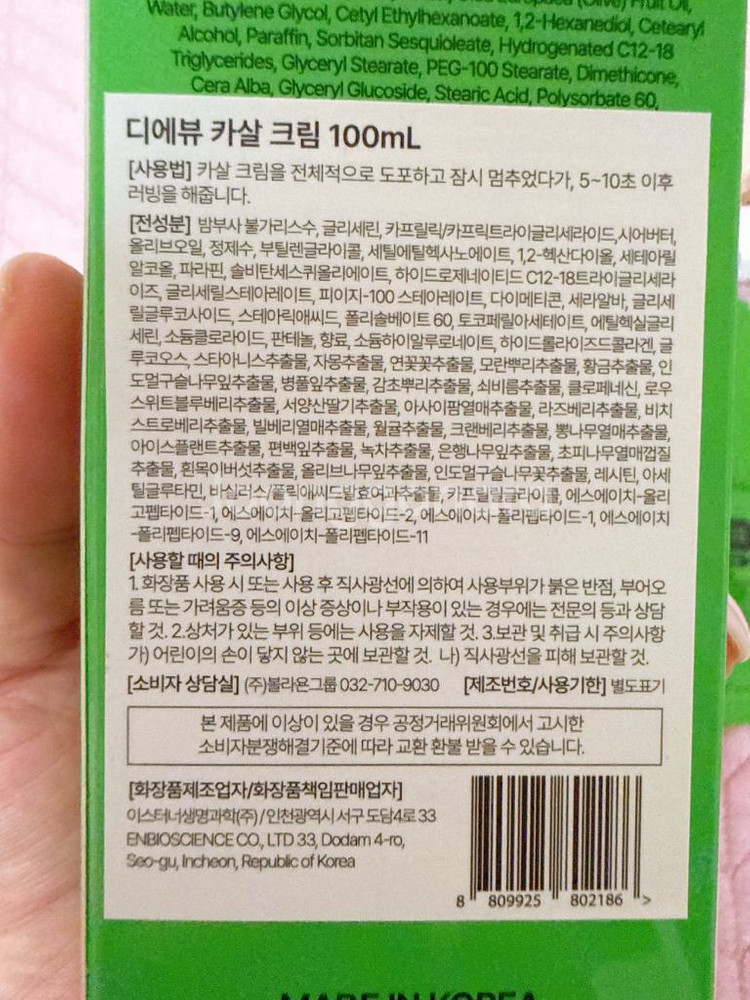 (Olive) Fruit Oil,
Water, Butylene Glycol, Cetyl Ethylhexanoate, 1,2-Hexanediol, Cetearyl
Alcohol, Paraffin, Sorbitan Sesquioleate, Hydrogenated C12-18
Triglycerides, Glyceryl Stearate, PEG-100 Stearate, Dimethicone,
Cera Alba, Glyceryl Glucoside, Stearic Acid, Polysorbate 60,
디에뷰 카살 크림 100mL
[사용법] 카살 크림을 전체적으로 도포하고 잠시 멈추었다가, 5~10초 이후
러빙을 해줍니다.
[전성분] 밤부사 불가리스수, 글리세린, 카프릴릭/카프릭트라이글리세라이드,시어버터,
올리브오일, 정제수, 부틸렌글라이콜, 세틸에틸헥사노에이트, 1,2-헥산다이올, 세테아릴
알코올, 파라핀, 솔비탄세스퀴올리에이트, 하이드로제네이티드 C12-18트라이글리세라
이즈, 글리세릴스테아레이트, 피이지-100 스테아레이트, 다이메티콘, 세라알바, 글리세
릴글루코사이드, 스테아릭애씨드, 폴리솔베이트 60, 토코페릴아세테이트, 에틸헥실글리
세린, 소듐클로라이드, 판테놀, 향료, 소듐하이알루로네이트, 하이드롤라이즈드콜라겐, 글
루코오스, 스타아니스추출물, 자몽추출물, 연꽃꽃추출물, 모란뿌리추출물, 황금추출물, 인
도멀구슬나무잎추출물, 병풀잎추출물, 감초뿌리추출물, 쇠비름추출물, 클로페네신, 로우
스위트블루베리추출물, 서양산딸기추출물, 아사이팜열매추출물, 라즈베리추출물, 비치
스트로베리추출물, 빌베리열매추출물, 월귤추출물, 크랜베리추출물, 뽕나무열매추출물,
아이스플랜트추출물, 편백잎추출물, 녹차추출물, 은행나무잎추출물, 초피나무열매껍질
추출물, 흰목이버섯추출물, 올리브나무잎추출물, 인도멀구슬나무꽃추출물, 레시틴, 아세
틸글루타민, 바실러스/폴릭애씨드발효여과추출물, 카프릴릴글라이콜, 에스에이치-올리
고펩타이드-1, 에스에이치-올리고펩타이드-2, 에스에이치-폴리펩타이드-1, 에스에이치
-폴리펩타이드-9, 에스에이치-폴리펩타이드-11
[사용할 때의 주의사항]
1. 화장품 사용 시 또는 사용 후 직사광선에 의하여 사용부위가 붉은 반점, 부어오
름 또는 가려움증 등의 이상 증상이나 부작용이 있는 경우에는 전문의 등과 상담
할 것. 2.상처가 있는 부위 등에는 사용을 자제할 것. 3.보관 및 취급 시 주의사항
가) 어린이의 손이 닿지 않는 곳에 보관할 것. 나) 직사광선을 피해 보관할 것.
[소비자 상담실] (주)볼라욘그룹 032-710-9030 [제조번호/사용기한] 별도표기
본 제품에 이상이 있을 경우 공정거래위원회에서 고시한
소비자분쟁해결기준에 따라 교환 환불 받을 수 있습니다.
[화장품제조업자/화장품책임판매업자]
이스터너생명과학(주) / 인천광역시 서구 도담4로 33
ENBIOSCIENCE CO., LTD 33, Dodam 4-ro,
Seo-gu, Incheon, Republic of Korea
8 809925 802186 >
MADE IN KOREA